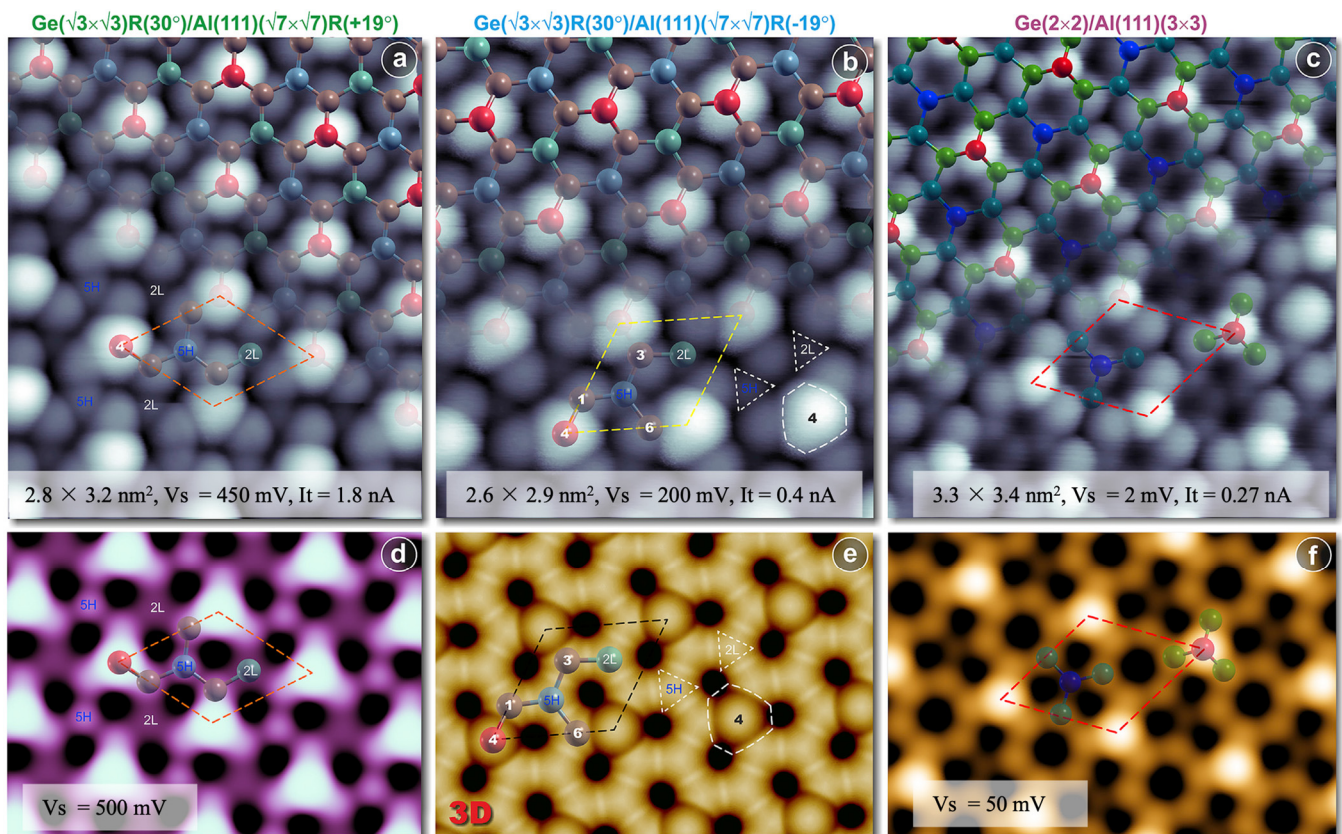 Ge(√3×√3)R(30°)/Al(111)(√7×√7)R(+19°)
Ge(√3×√3)R(30°)/Al(111)(√7×√7)R(-19°)
Ge(2×2)/Al(111)(3×3)
a
b
c
5H
2L
4
5H
2L
5H
2L
2.8 × 3.2 nm², Vs = 450 mV, It = 1.8 nA
3
2L
2L
5H
5H
1
4
6
4
2.6 × 2.9 nm², Vs = 200 mV, It = 0.4 nA
3.3 × 3.4 nm², Vs = 2 mV, It = 0.27 nA
d
e
f
5H
2L
5H
2L
5H
2L
Vs = 500 mV
2L
3
2L
5H
5H
1
4
4
6
3D
Vs = 50 mV